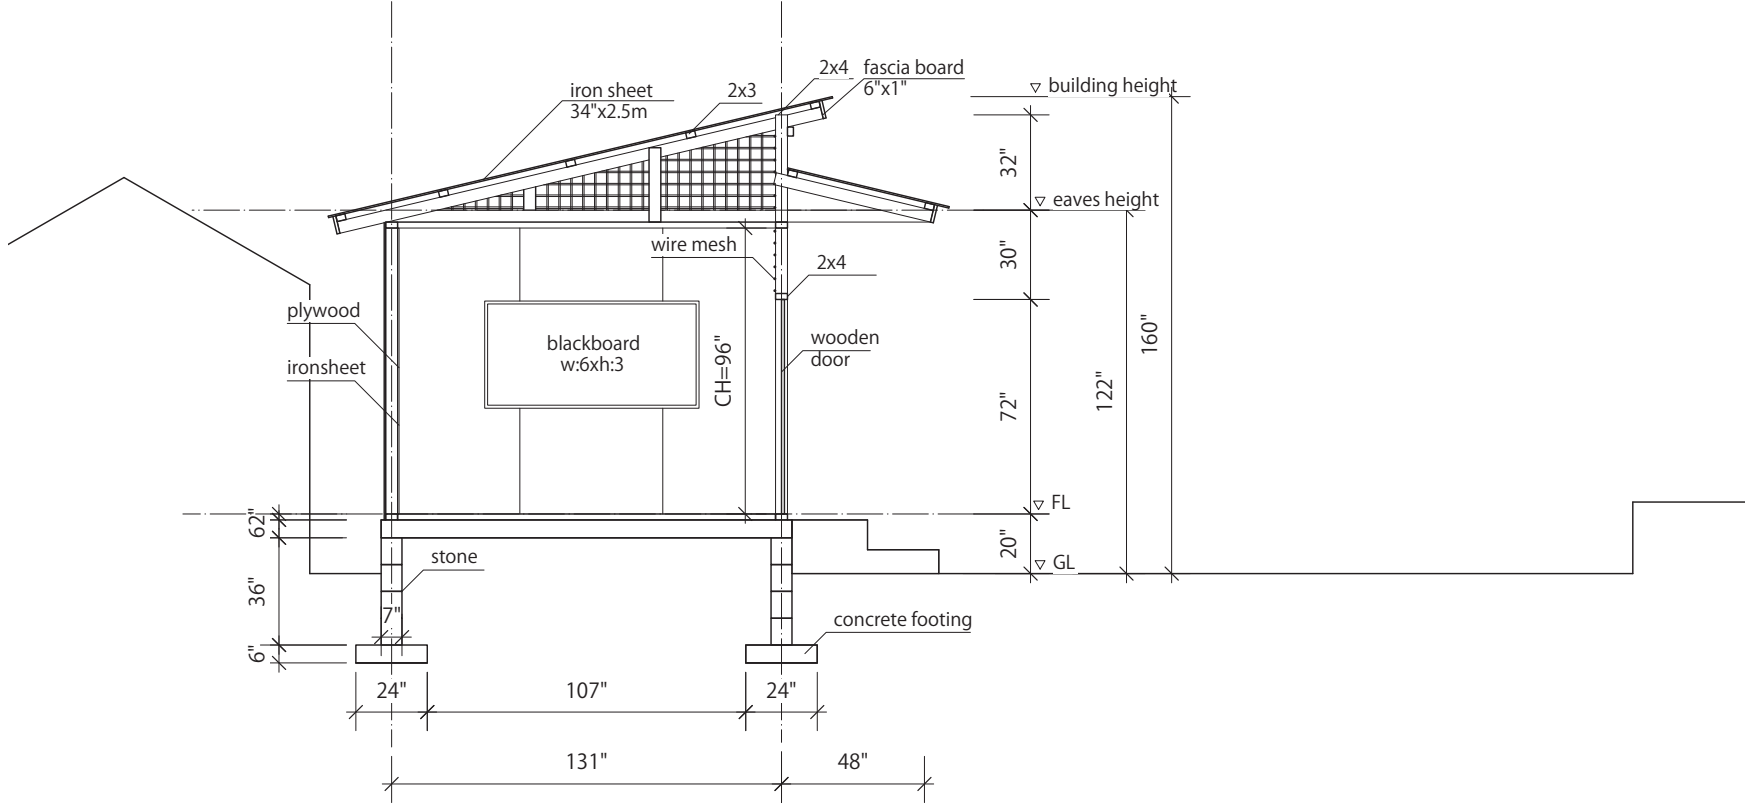 2x4
fascia board
6"x1"
building height
iron sheet
34"x2.5m
2x3
32"
eaves height
wire mesh
30"
2x4
plywood
blackboard
w:6xh:3
wooden
door
CH=96"
160"
ironsheet
122"
72"
FL
62"
20"
stone
GL
36"
7"
concrete footing
6"
24"
107"
24"
131"
48"